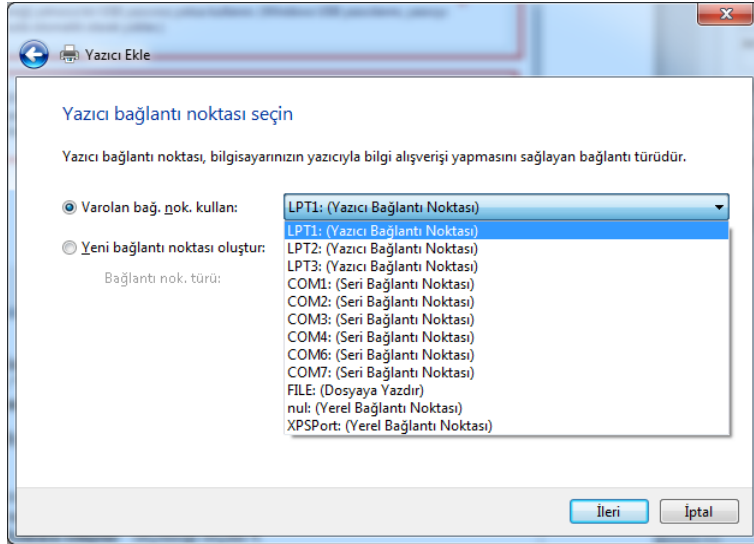 Yazıcı Ekle
Yazıcı bağlantı noktası seçin
Yazıcı bağlantı noktası, bilgisayarınızın yazıcıyla bilgi alışverişi yapmasını sağlayan bağlantı türüdür.
Varolan bağ. nok. kullan:
LPT1: (Yazıcı Bağlantı Noktası)
LPT1: (Yazıcı Bağlantı Noktası)
Yeni bağlantı noktası oluştur:
LPT2: (Yazıcı Bağlantı Noktası)
LPT3: (Yazıcı Bağlantı Noktası)
Bağlantı nok. türü:
COM1: (Seri Bağlantı Noktası)
COM2: (Seri Bağlantı Noktası)
COM3: (Seri Bağlantı Noktası)
COM4: (Seri Bağlantı Noktası)
COM6: (Seri Bağlantı Noktası)
COM7: (Seri Bağlantı Noktası)
FILE: (Dosyaya Yazdır)
nul: (Yerel Bağlantı Noktası)
XPSPort: (Yerel Bağlantı Noktası)
İleri
İptal